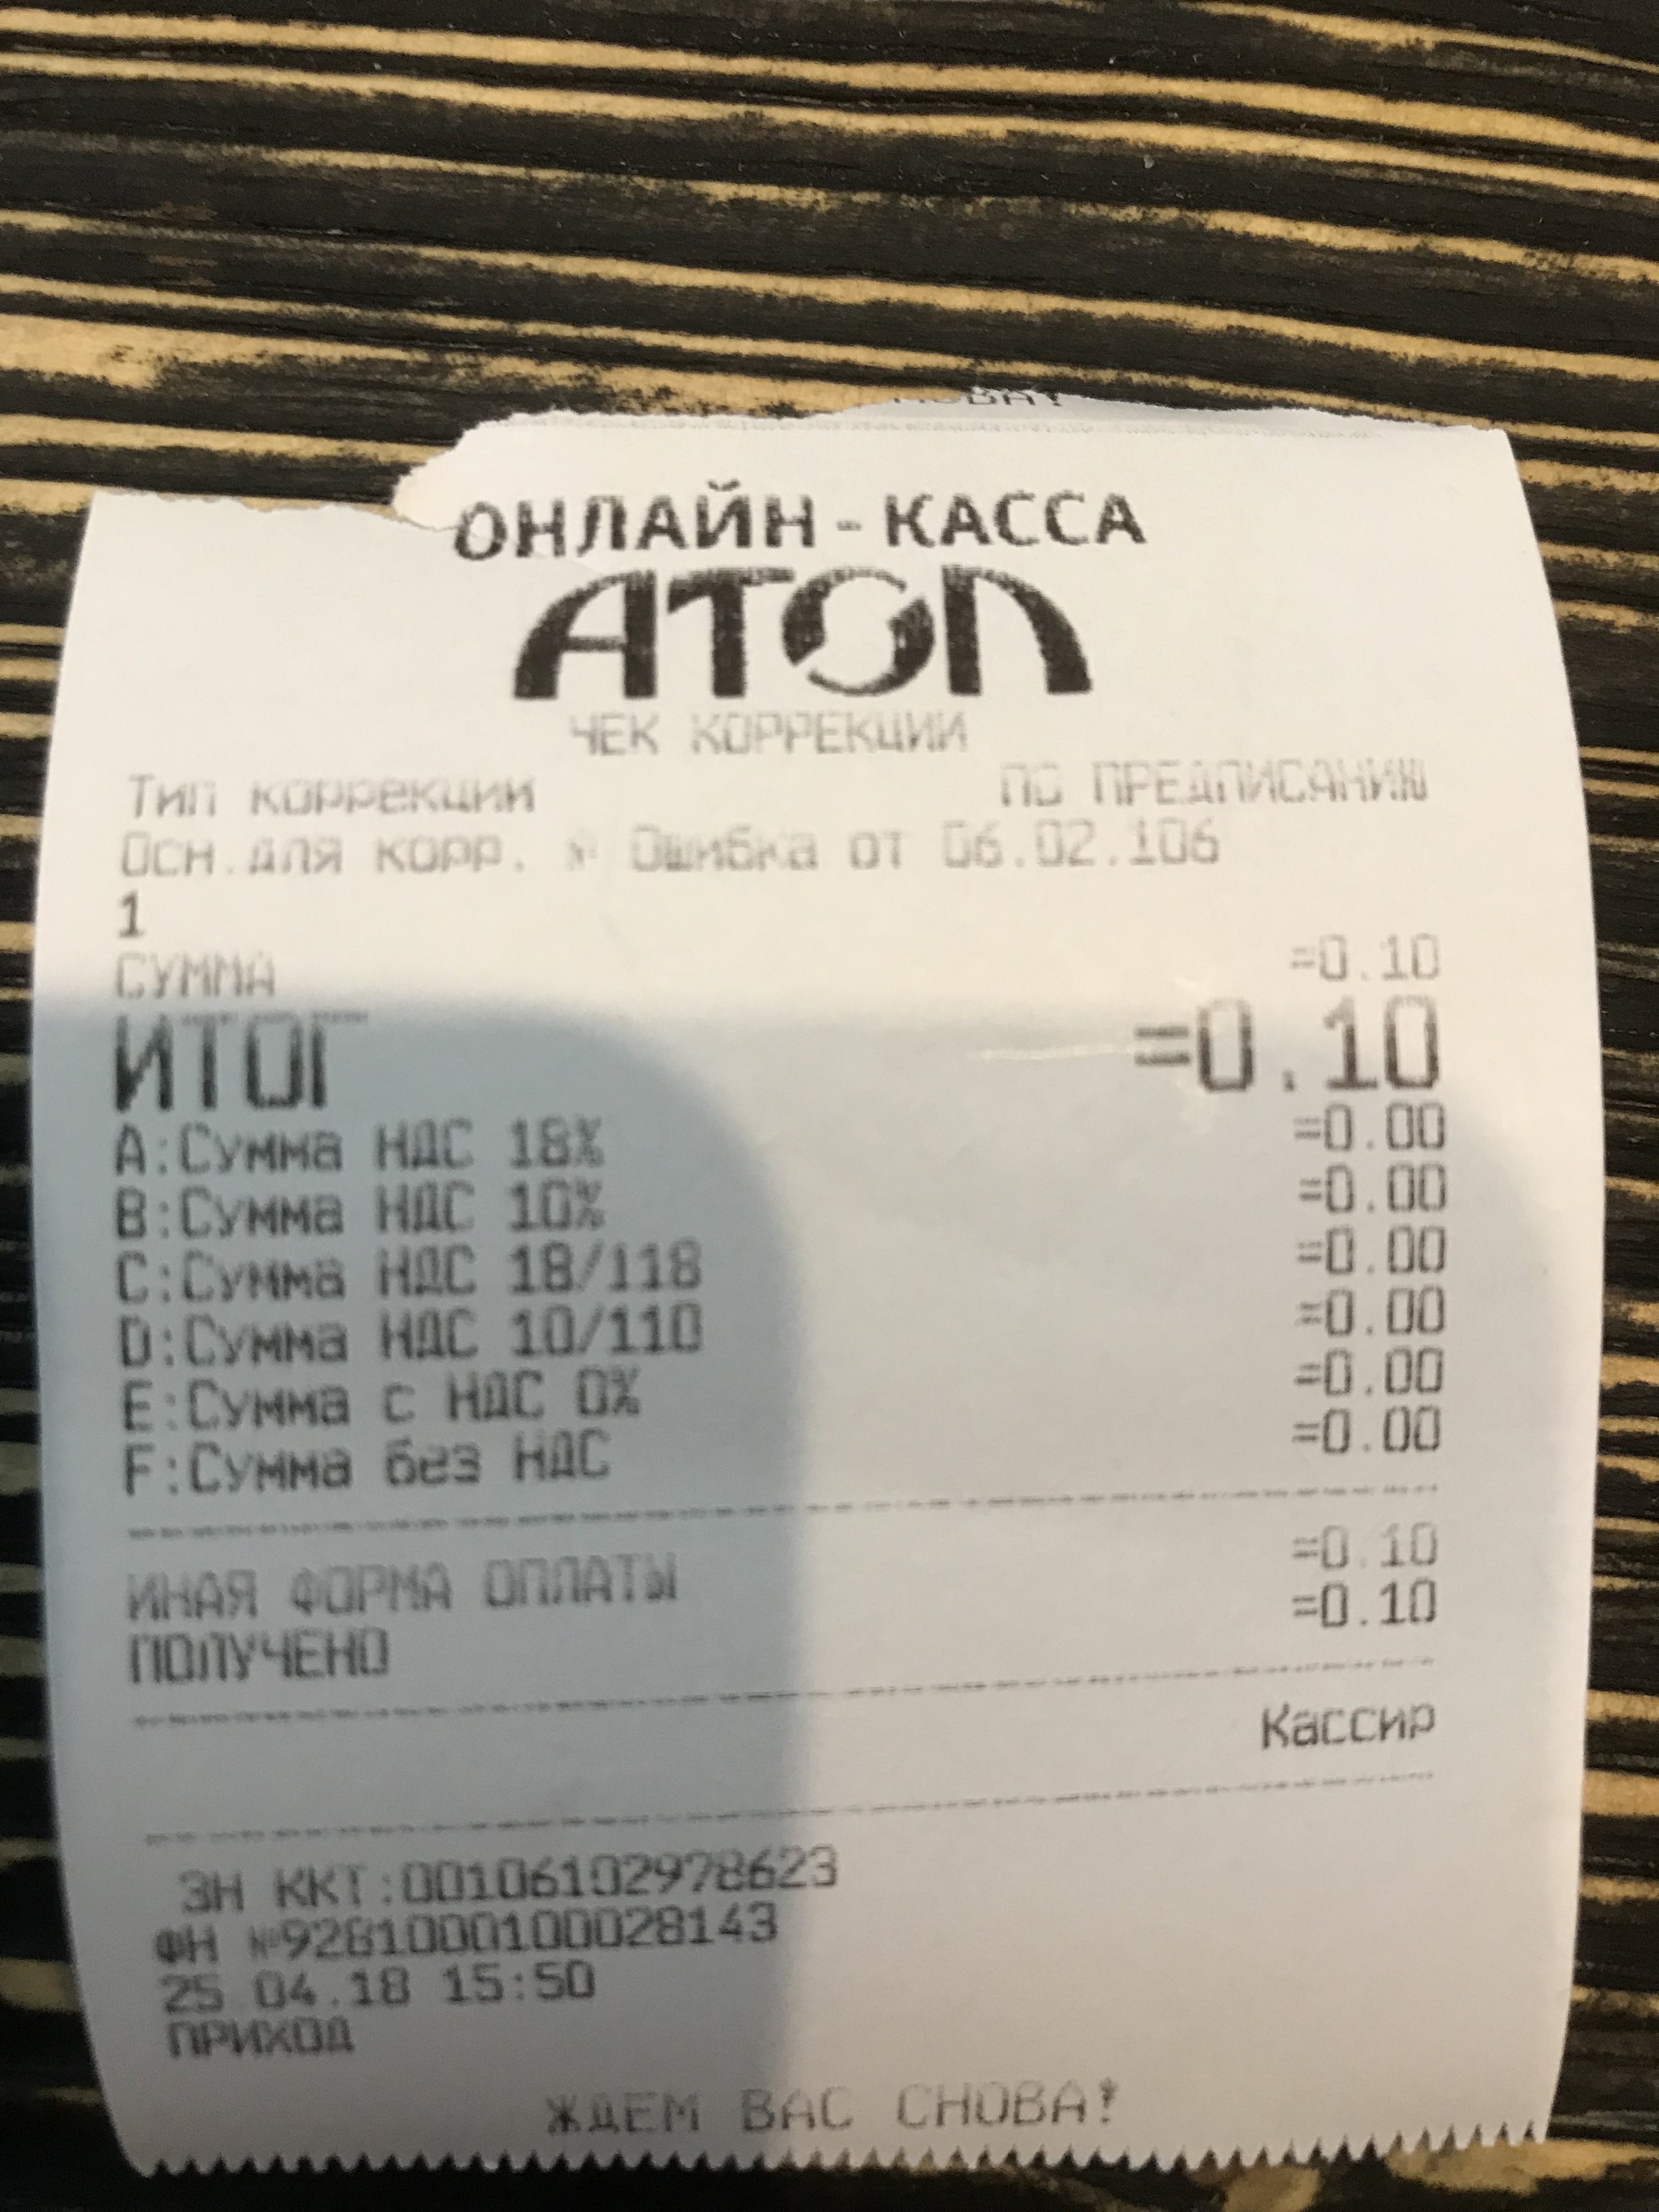 ОНЛАЙН-КАССА
АТОЛ
ЧЕК КОРРЕКЦИИ
Тип коррекции ПО ПРЕДПИСАНИЮ
Осн.для корр. № Ошибка от 06.02.106
1
СУММА =0.10
ИТОГ =0.10
A:Сумма НДС 18% =0.00
B:Сумма НДС 10% =0.00
C:Сумма НДС 18/118 =0.00
D:Сумма НДС 10/110 =0.00
E:Сумма с НДС 0% =0.00
F:Сумма без НДС =0.00
ИНАЯ ФОРМА ОПЛАТЫ =0.10
ПОЛУЧЕНО =0.10
Кассир
ЗН ККТ:00106102978623
ФН №9281000100028143
25.04.18 15:50
ПРИХОД
ЖДЕМ ВАС СНОВА!